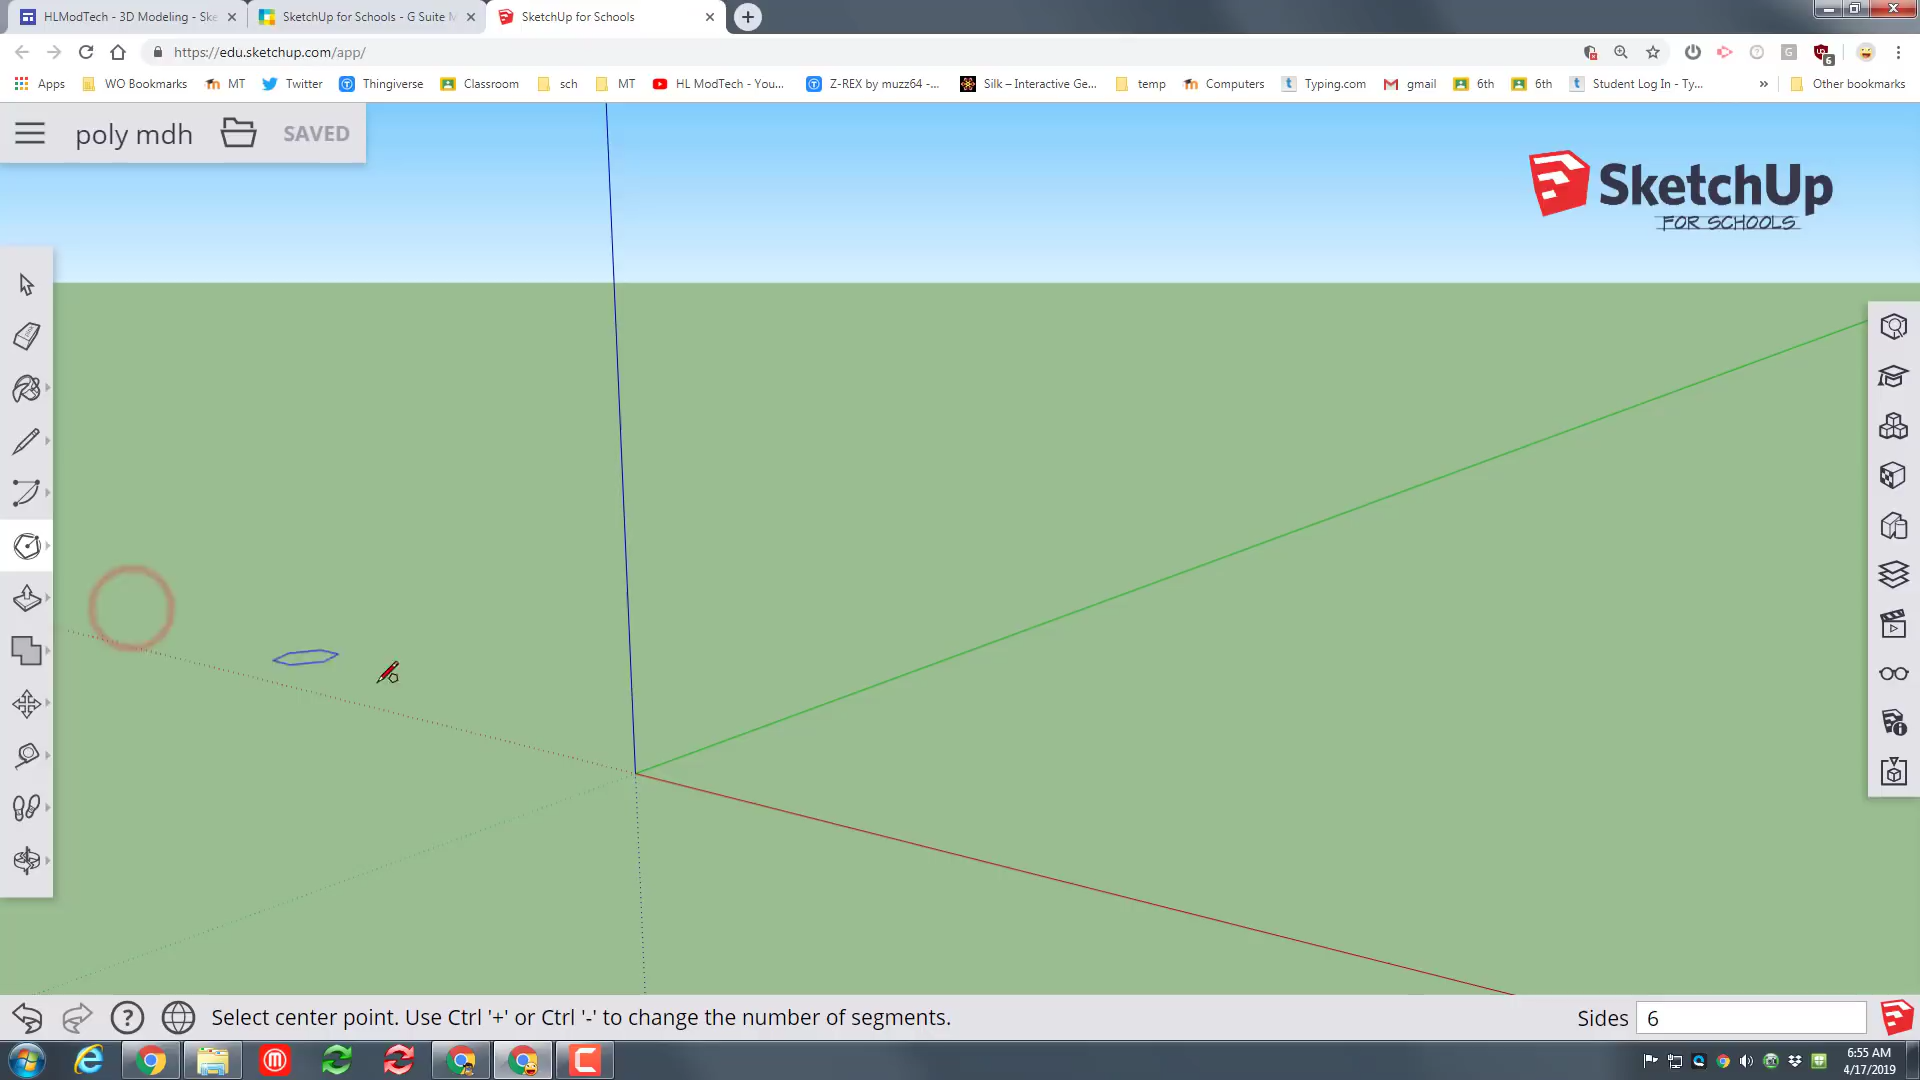 HLModTech - 3D Modeling - Ske
SketchUp for Schools - G Suite M
SketchUp for Schools
https://edu.sketchup.com/app/
Apps
WO Bookmarks
MT
Twitter
Thingiverse
Classroom
sch
MT
HL ModTech - You...
Z-REX by muzz64 -...
Silk – Interactive Ge...
temp
Computers
Typing.com
gmail
6th
6th
Student Log In - Ty...
»
Other bookmarks
poly mdh
SAVED
SketchUp
FOR SCHOOLS
Select center point. Use Ctrl '+' or Ctrl '-' to change the number of segments.
Sides
6
6:55 AM
4/17/2019